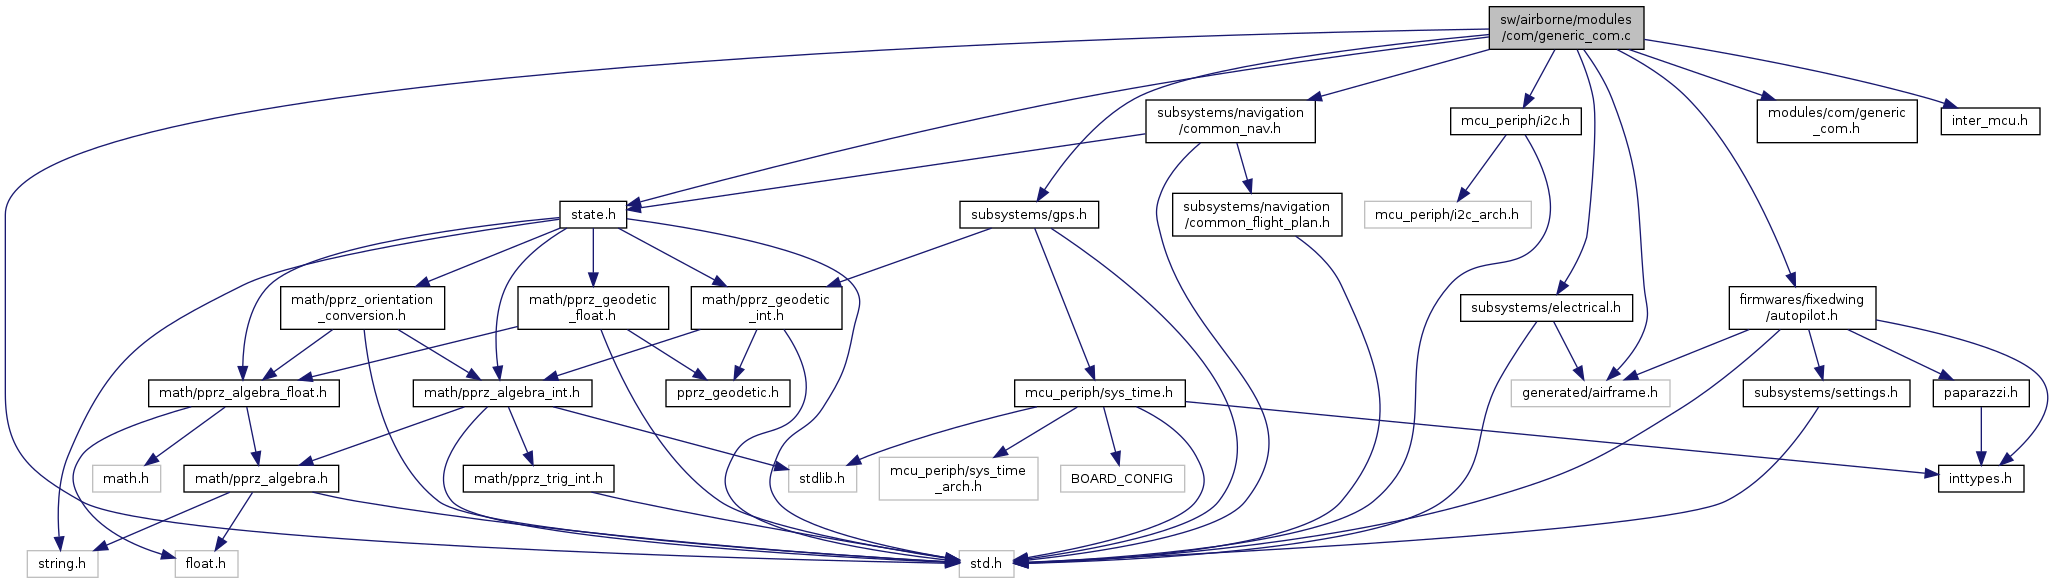 sw/airborne/modules
/com/generic_com.c
subsystems/navigation
/common_nav.h
mcu_periph/i2c.h
modules/com/generic
_com.h
inter_mcu.h
state.h
subsystems/gps.h
subsystems/navigation
/common_flight_plan.h
mcu_periph/i2c_arch.h
math/pprz_orientation
_conversion.h
math/pprz_geodetic
_float.h
math/pprz_geodetic
_int.h
subsystems/electrical.h
firmwares/fixedwing
/autopilot.h
math/pprz_algebra_float.h
math/pprz_algebra_int.h
pprz_geodetic.h
mcu_periph/sys_time.h
generated/airframe.h
subsystems/settings.h
paparazzi.h
math.h
math/pprz_algebra.h
math/pprz_trig_int.h
stdlib.h
mcu_periph/sys_time
_arch.h
BOARD_CONFIG
inttypes.h
string.h
float.h
std.h